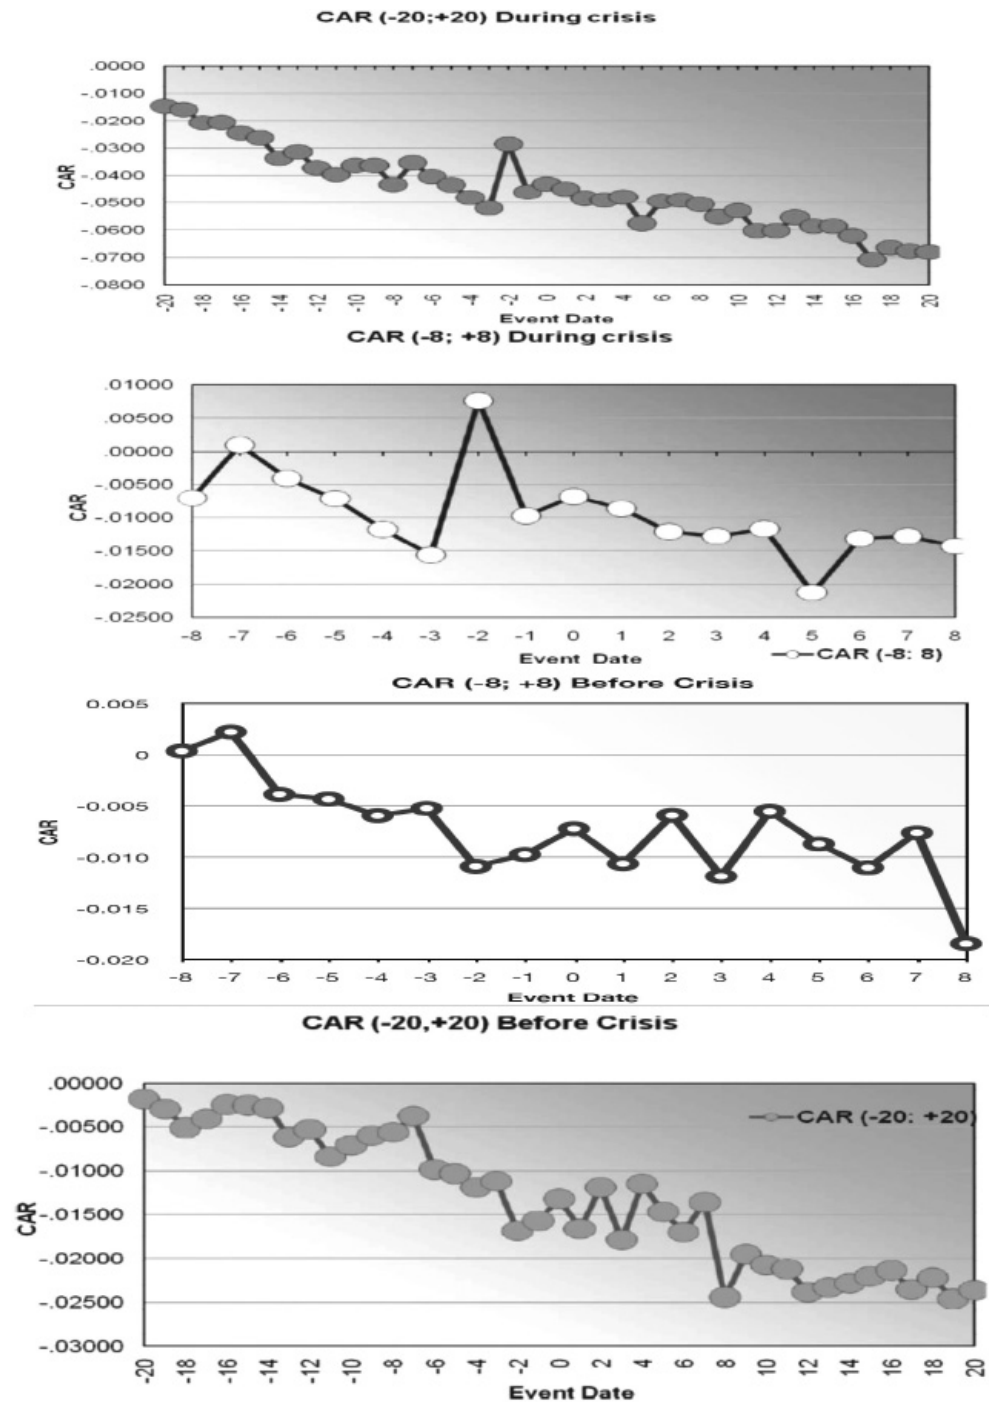 CAR (-20;+20) During crisis
.0000
-.0100
-.0200
-.0300
-.0400
-.0500
-.0600
-.0700
-.0800
CAR
-20 -18 -16 -14 -12 -10 -8 -6 -4 -2 0 2 4 6 8 10 12 14 16 18 20
Event Date
CAR (-8; +8) During crisis
.01000
.00500
.00000
-.00500
-.01000
-.01500
-.02000
-.02500
CAR
-8 -7 -6 -5 -4 -3 -2 -1 0 1 2 3 4 5 6 7 8
Event Date
CAR (-8: 8)
CAR (-8; +8) Before Crisis
0.005
0
-0.005
-0.010
-0.015
-0.020
CAR
-8 -7 -6 -5 -4 -3 -2 -1 0 1 2 3 4 5 6 7 8
Event Date
CAR (-20,+20) Before Crisis
.00000
-.00500
-.01000
-.01500
-.02000
-.02500
-.03000
CAR
CAR (-20: +20)
-20 -18 -16 -14 -12 -10 -8 -6 -4 -2 0 2 4 6 8 10 12 14 16 18 20
Event Date